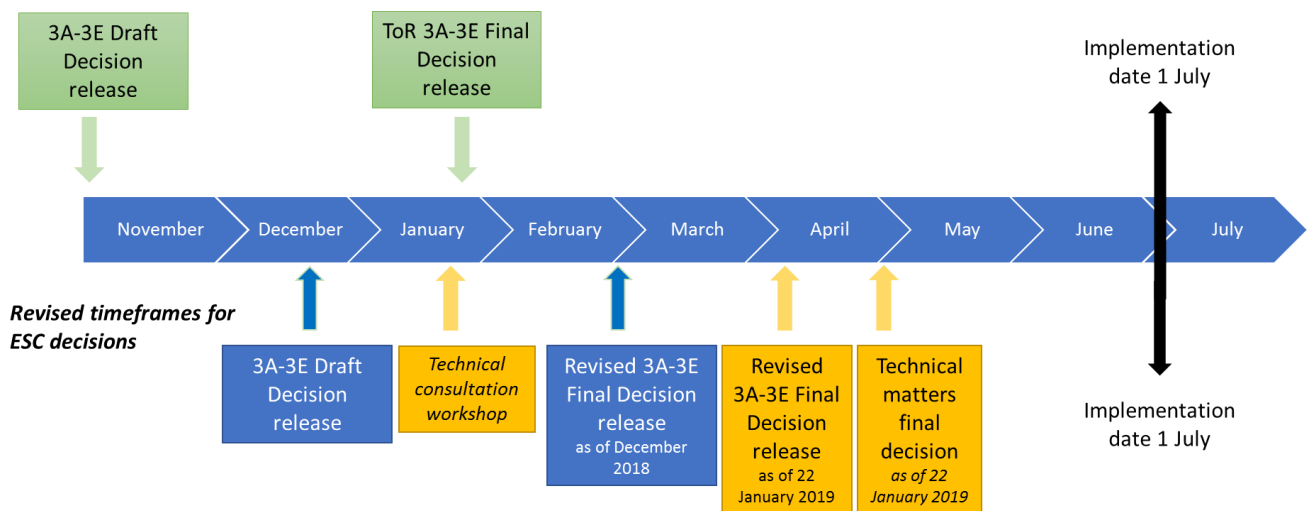 3A-3E Draft
Decision
release
ToR 3A-3E Final
Decision
release
Implementation
date 1 July
November
December
January
February
March
April
May
June
July
Revised timeframes for
ESC decisions
3A-3E Draft
Decision
release
Technical
consultation
workshop
Revised 3A-3E
Final Decision
release
as of December
2018
Revised
3A-3E Final
Decision
release
as of 22
January 2019
Technical
matters
final
decision
as of 22
January 2019
Implementation
date 1 July